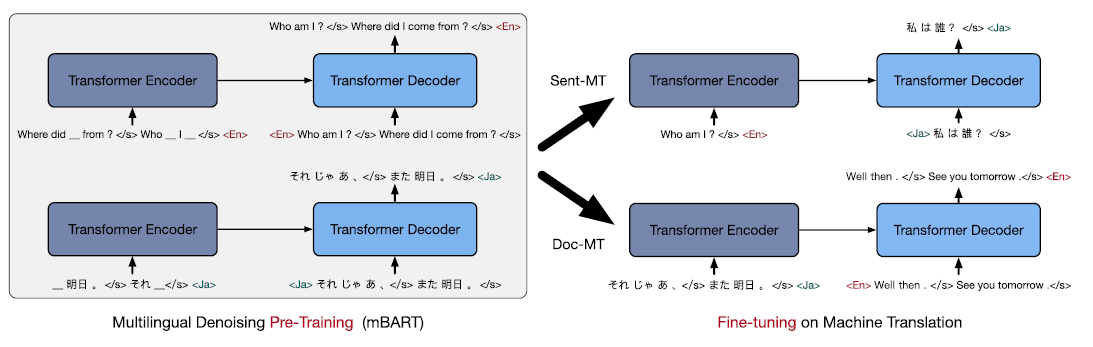 Who am I ? </s> Where did I come from ? </s> <En>
Transformer Encoder
Transformer Decoder
Where did __ from ? </s> Who __ I __ </s> <En>
<En> Who am I ? </s> Where did I come from ? </s>
それ じゃ あ 、 </s> また 明日 。 </s> <Ja>
Transformer Encoder
Transformer Decoder
__ 明日 。 </s> それ __</s> <Ja>
<Ja> それ じゃ あ 、 </s> また 明日 。 </s>
Multilingual Denoising Pre-Training (mBART)
Sent-MT
Doc-MT
私 は 誰 ? </s> <Ja>
Transformer Encoder
Transformer Decoder
Who am I ? </s> <En>
<Ja> 私 は 誰 ? </s>
Well then . </s> See you tomorrow .</s> <En>
Transformer Encoder
Transformer Decoder
それ じゃ あ 、 </s> また 明日 。 </s> <Ja>
<En> Well then . </s> See you tomorrow .</s>
Fine-tuning on Machine Translation